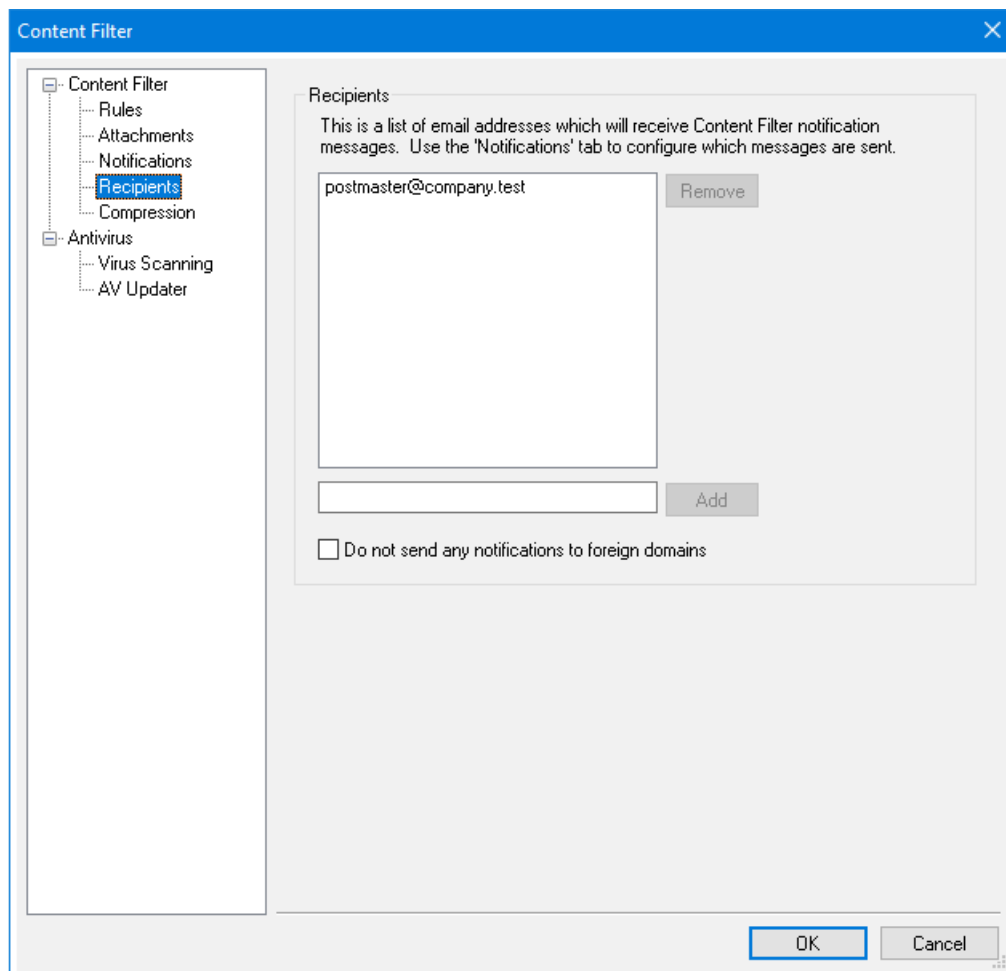 Content Filter
Content Filter
Rules
Attachments
Notifications
Recipients
Compression
Antivirus
Virus Scanning
AV Updater
Recipients
This is a list of email addresses which will receive Content Filter notification
messages.  Use the 'Notifications' tab to configure which messages are sent.
postmaster@company.test
Remove
Add
Do not send any notifications to foreign domains
OK
Cancel